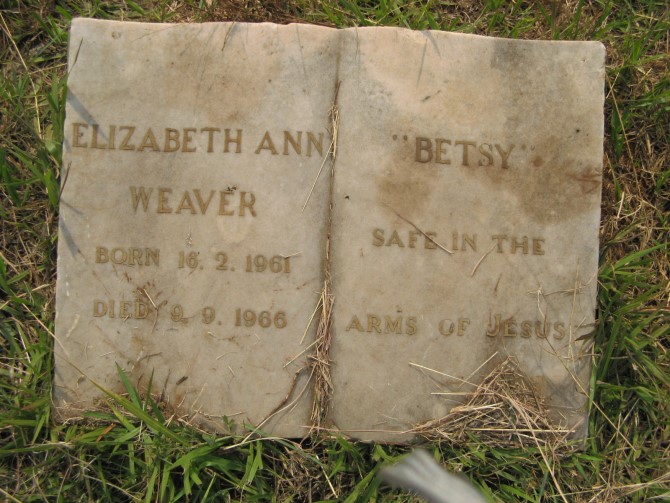 ELIZABETH ANN
WEAVER
BORN 16. 2. 1961
DIED 9. 9. 1966
"BETSY"
SAFE IN THE
ARMS OF JESUS